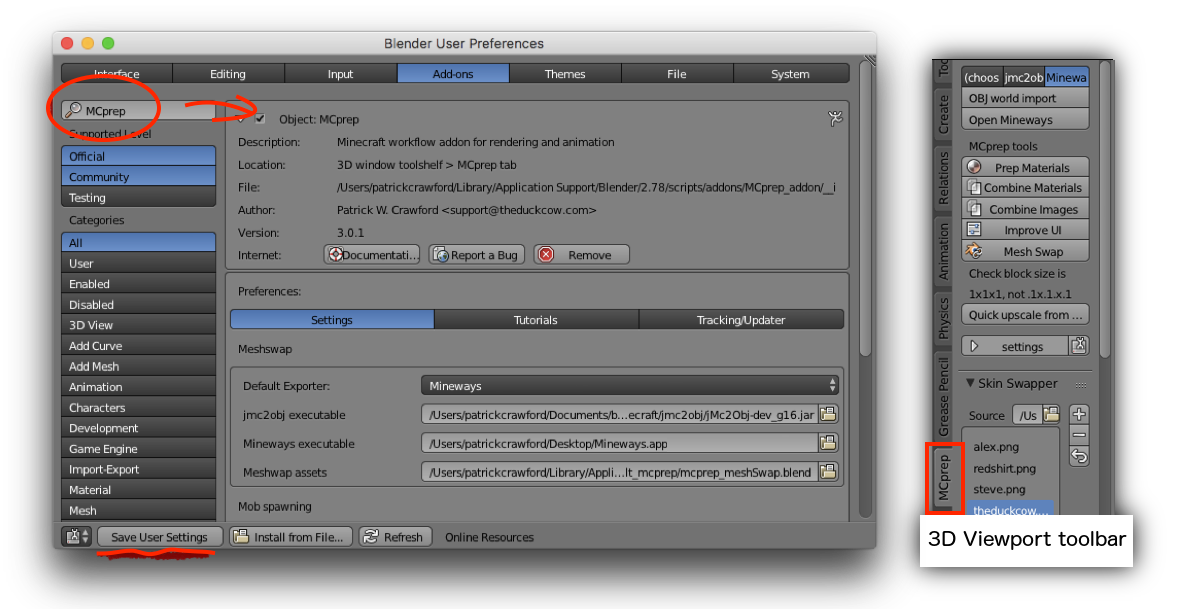 Blender User Preferences
Interface Editing Input Add-ons Themes File System
MCprep
Supported Level
Official
Community
Testing
Categories
All
User
Enabled
Disabled
3D View
Add Curve
Add Mesh
Animation
Characters
Development
Game Engine
Import-Export
Material
Mesh
Object: MCprep
Description: Minecraft workflow addon for rendering and animation
Location: 3D window toolshelf > MCprep tab
File: /Users/patrickcrawford/Library/Application Support/Blender/2.78/scripts/addons/MCprep_addon/__i
Author: Patrick W. Crawford <support@theduckcow.com>
Version: 3.0.1
Internet: Documentati... Report a Bug Remove
Preferences:
Settings Tutorials Tracking/Updater
Meshswap
Default Exporter: Mineways
jmc2obj executable /Users/patrickcrawford/Documents/b...ecraft/jmc2obj/jMc2Obj-dev_g16.jar
Mineways executable /Users/patrickcrawford/Desktop/Mineways.app
Meshwap assets /Users/patrickcrawford/Library/Appli...lt_mcprep/mcprep_meshSwap.blend
Mob spawning
Save User Settings Install from File... Refresh Online Resources
Too
Create
Relations
Animation
Physics
Grease Pencil
MCprep
(choos jmc2ob Minewa
OBJ world import
Open Mineways
MCprep tools
Prep Materials
Combine Materials
Combine Images
Improve UI
Mesh Swap
Check block size is
1x1x1, not .1x.1.x.1
Quick upscale from ...
settings
Skin Swapper
Source /Us
alex.png
redshirt.png
steve.png
theduckcow....
3D Viewport toolbar